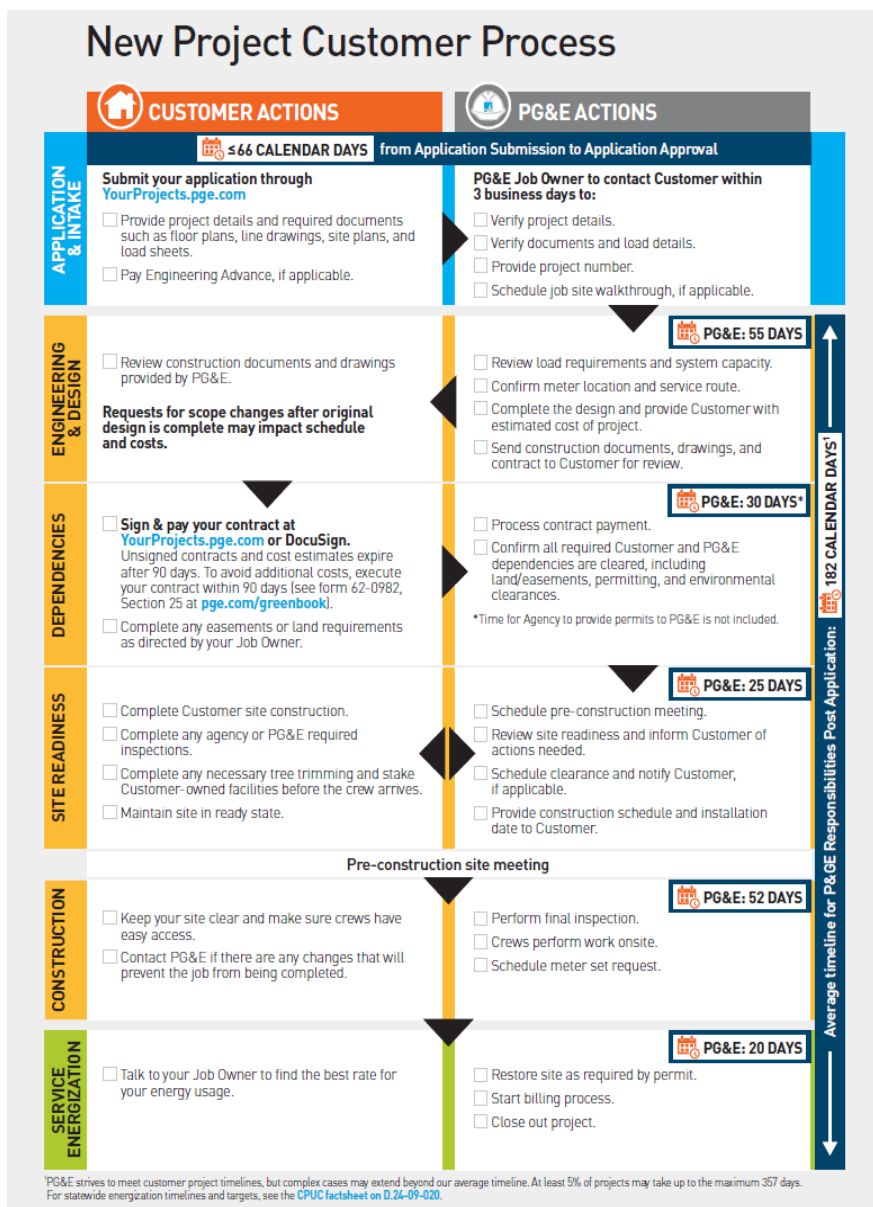 New Project Customer Process
CUSTOMER ACTIONS
PG&E ACTIONS
APPLICATION
& INTAKE
≤66 CALENDAR DAYS from Application Submission to Application Approval
Submit your application through
YourProjects.pge.com
Provide project details and required documents
such as floor plans, line drawings, site plans, and
load sheets.
Pay Engineering Advance, if applicable.
PG&E Job Owner to contact Customer within
3 business days to:
Verify project details.
Verify documents and load details.
Provide project number.
Schedule job site walkthrough, if applicable.
ENGINEERING
& DESIGN
Review construction documents and drawings
provided by PG&E.
Requests for scope changes after original
design is complete may impact schedule
and costs.
PG&E: 55 DAYS
Review load requirements and system capacity.
Confirm meter location and service route.
Complete the design and provide Customer with
estimated cost of project.
Send construction documents, drawings, and
contract to Customer for review.
DEPENDENCIES
Sign & pay your contract at
YourProjects.pge.com or DocuSign.
Unsigned contracts and cost estimates expire
after 90 days. To avoid additional costs, execute
your contract within 90 days (see form 62-0982,
Section 25 at pge.com/greenbook).
Complete any easements or land requirements
as directed by your Job Owner.
PG&E: 30 DAYS*
Process contract payment.
Confirm all required Customer and PG&E
dependencies are cleared, including
land/easements, permitting, and environmental
clearances.
*Time for Agency to provide permits to PG&E is not included.
SITE READINESS
Complete Customer site construction.
Complete any agency or PG&E required
inspections.
Complete any necessary tree trimming and stake
Customer-owned facilities before the crew arrives.
Maintain site in ready state.
PG&E: 25 DAYS
Schedule pre-construction meeting.
Review site readiness and inform Customer of
actions needed.
Schedule clearance and notify Customer,
if applicable.
Provide construction schedule and installation
date to Customer.
Pre-construction site meeting
CONSTRUCTION
Keep your site clear and make sure crews have
easy access.
Contact PG&E if there are any changes that will
prevent the job from being completed.
PG&E: 52 DAYS
Perform final inspection.
Crews perform work onsite.
Schedule meter set request.
SERVICE
ENERGIZATION
Talk to your Job Owner to find the best rate for
your energy usage.
PG&E: 20 DAYS
Restore site as required by permit.
Start billing process.
Close out project.
Average timeline for P&GE Responsibilities Post Application: 182 CALENDAR DAYS¹
¹PG&E strives to meet customer project timelines, but complex cases may extend beyond our average timeline. At least 5% of projects may take up to the maximum 357 days.
For statewide energization timelines and targets, see the CPUC factsheet on D.24-09-020.